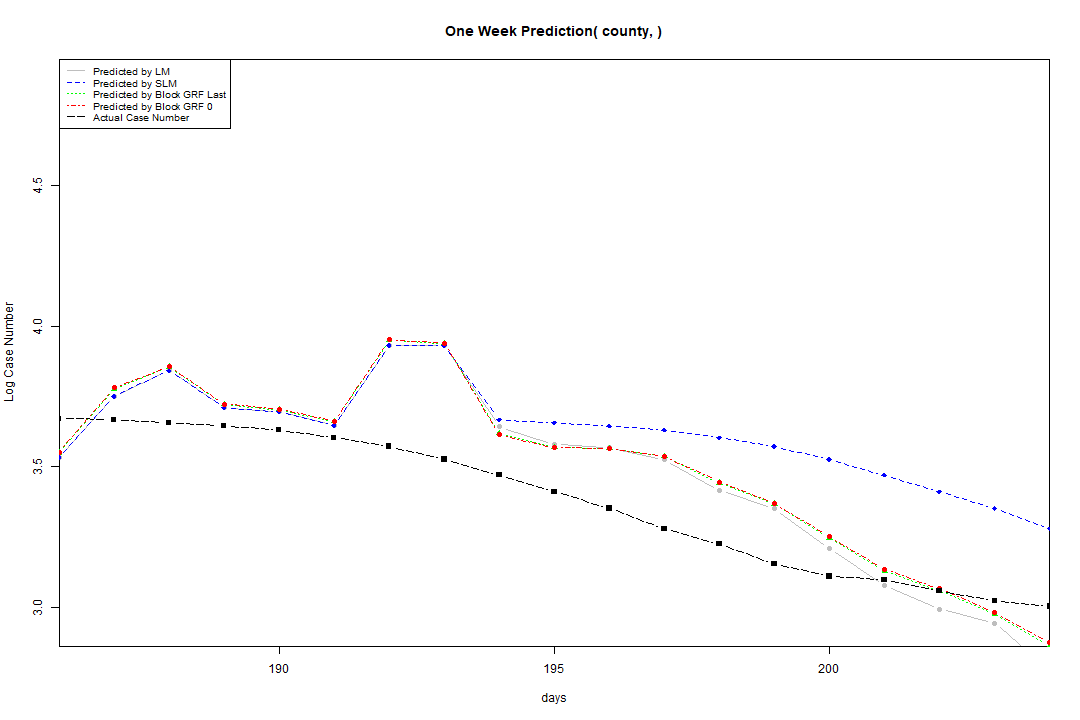 One Week Prediction( county, )
Predicted by LM
Predicted by SLM
Predicted by Block GRF Last
Predicted by Block GRF 0
Actual Case Number
Log Case Number
4.5
4.0
3.5
3.0
190
195
200
days